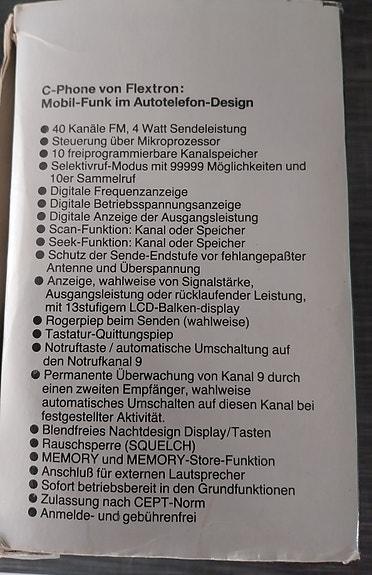 C-Phone von Flextron:
Mobil-Funk im Autotelefon-Design
● 40 Kanäle FM, 4 Watt Sendeleistung
● Steuerung über Mikroprozessor
● 10 freiprogrammierbare Kanalspeicher
● Selektivruf-Modus mit 99999 Möglichkeiten und
10er Sammelruf
● Digitale Frequenzanzeige
● Digitale Betriebsspannungsanzeige
● Digitale Anzeige der Ausgangsleistung
● Scan-Funktion: Kanal oder Speicher
● Seek-Funktion: Kanal oder Speicher
● Schutz der Sende-Endstufe vor fehlangepaßter
Antenne und Überspannung
● Anzeige, wahlweise von Signalstärke,
Ausgangsleistung oder rücklaufender Leistung,
mit 13stufigem LCD-Balken-display
● Rogerpiep beim Senden (wahlweise)
● Tastatur-Quittungspiep
● Notruftaste / automatische Umschaltung auf
den Notrufkanal 9
● Permanente Überwachung von Kanal 9 durch
einen zweiten Empfänger, wahlweise
automatisches Umschalten auf diesen Kanal bei
festgestellter Aktivität.
● Blendfreies Nachtdesign Display/Tasten
● Rauschsperre (SQUELCH)
● MEMORY und MEMORY-Store-Funktion
● Anschluß für externen Lautsprecher
● Sofort betriebsbereit in den Grundfunktionen
● Zulassung nach CEPT-Norm
● Anmelde- und gebührenfrei